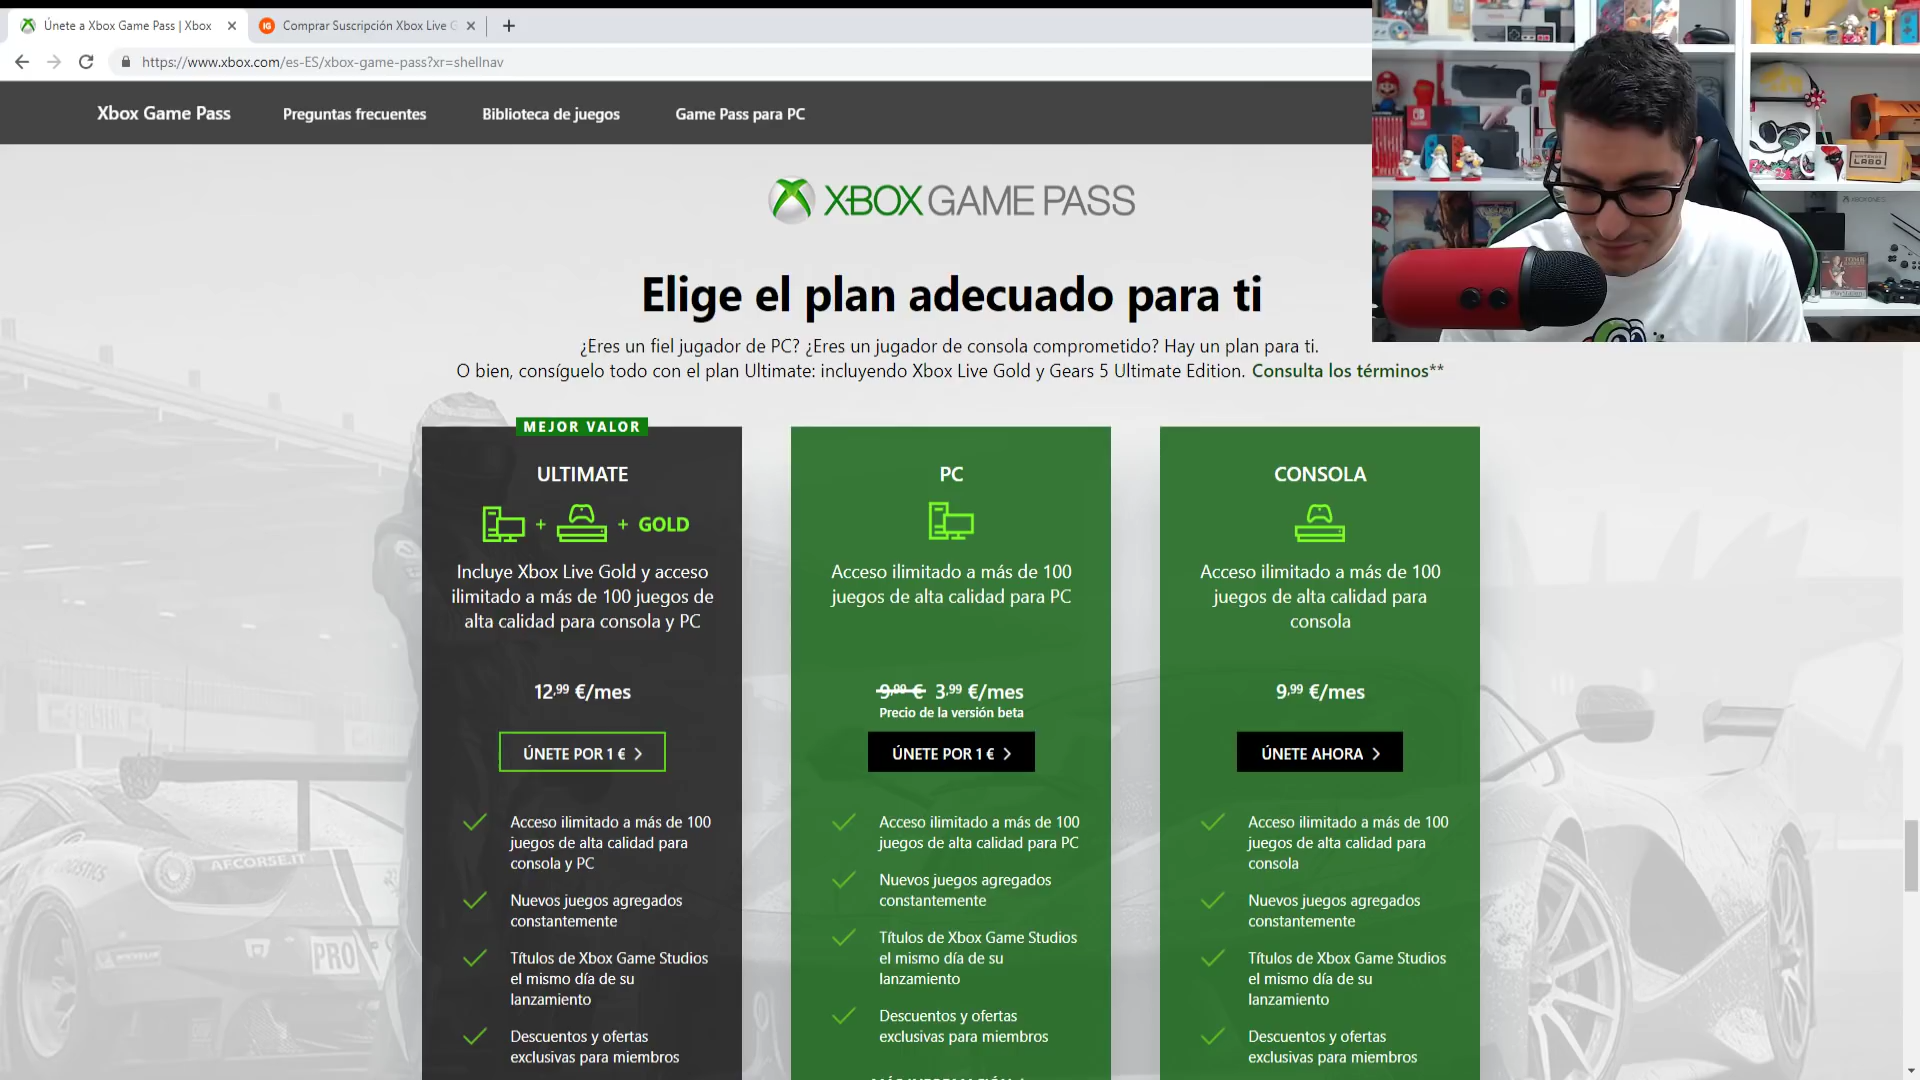 Únete a Xbox Game Pass | Xbox
Comprar Suscripción Xbox Live G
https://www.xbox.com/es-ES/xbox-game-pass?xr=shellnav
Xbox Game Pass
Preguntas frecuentes
Biblioteca de juegos
Game Pass para PC
XBOX GAME PASS
Elige el plan adecuado para ti
¿Eres un fiel jugador de PC? ¿Eres un jugador de consola comprometido? Hay un plan para ti.
O bien, consíguelo todo con el plan Ultimate: incluyendo Xbox Live Gold y Gears 5 Ultimate Edition. Consulta los términos**
MEJOR VALOR
ULTIMATE
+ + GOLD
Incluye Xbox Live Gold y acceso
ilimitado a más de 100 juegos de
alta calidad para consola y PC
12,99 €/mes
ÚNETE POR 1 €
Acceso ilimitado a más de 100
juegos de alta calidad para
consola y PC
Nuevos juegos agregados
constantemente
Títulos de Xbox Game Studios
el mismo día de su
lanzamiento
Descuentos y ofertas
exclusivas para miembros
PC
Acceso ilimitado a más de 100
juegos de alta calidad para PC
9,99 € 3,99 €/mes
Precio de la versión beta
ÚNETE POR 1 €
Acceso ilimitado a más de 100
juegos de alta calidad para PC
Nuevos juegos agregados
constantemente
Títulos de Xbox Game Studios
el mismo día de su
lanzamiento
Descuentos y ofertas
exclusivas para miembros
CONSOLA
Acceso ilimitado a más de 100
juegos de alta calidad para
consola
9,99 €/mes
ÚNETE AHORA
Acceso ilimitado a más de 100
juegos de alta calidad para
consola
Nuevos juegos agregados
constantemente
Títulos de Xbox Game Studios
el mismo día de su
lanzamiento
Descuentos y ofertas
exclusivas para miembros
AFCORSE.IT
PRO
LABO